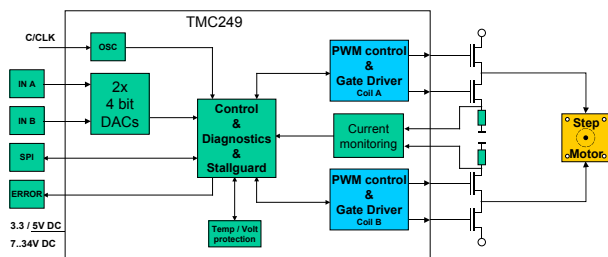 TMC249
C/CLK
OSC
IN A
IN B
SPI
ERROR
2x
4 bit
DACs
Control
&
Diagnostics
&
Stallguard
Temp / Volt
protection
PWM control
&
Gate Driver
Coil A
Current
monitoring
PWM control
&
Gate Driver
Coil B
Step
Motor
3.3 / 5V DC
7..34V DC